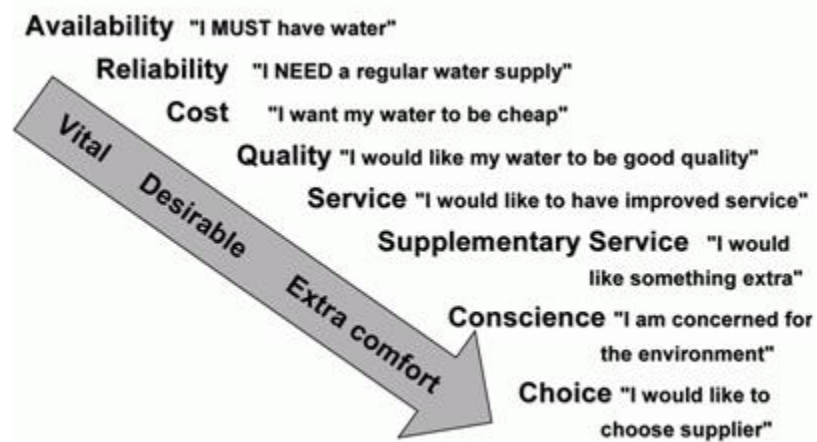 Availability "I MUST have water"
Reliability "I NEED a regular water supply"
Cost "I want my water to be cheap"
Quality "I would like my water to be good quality"
Service "I would like to have improved service"
Supplementary Service "I would
like something extra"
Conscience "I am concerned for
the environment"
Choice "I would like to
choose supplier"
Vital Desirable Extra comfort